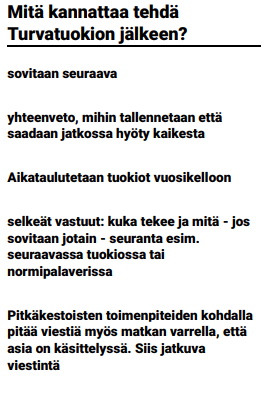 Mitä kannattaa tehdä
Turvatuokion jälkeen?
sovitaan seuraava
yhteenveto, mihin tallennetaan että
saadaan jatkossa hyöty kaikesta
Aikataulutetaan tuokiot vuosikelloon
selkeät vastuut: kuka tekee ja mitä - jos
sovitaan jotain - seuranta esim.
seuraavassa tuokiossa tai
normipalaverissa
Pitkäkestoisten toimenpiteiden kohdalla
pitää viestiä myös matkan varrella, että
asia on käsittelyssä. Siis jatkuva
viestintä